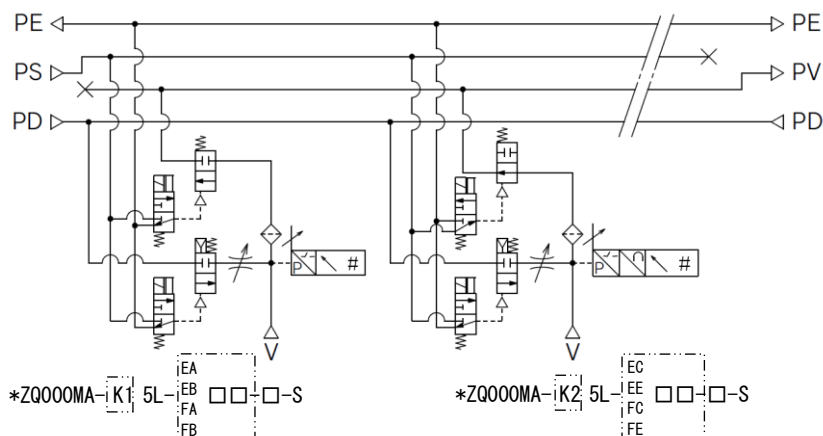 PE PE
PS PV
PD PD
P # P #
V V
*ZQ000MA-K1 5L-□□-□-S
EA
EB
FA
FB
*ZQ000MA-K2 5L-□□-□-S
EC
EE
FC
FE